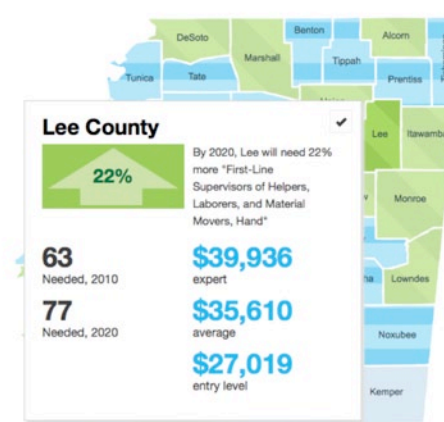 Benton
Alcorn
DeSoto
Marshall
Tippah
Tunica
Tate
Prentiss
Lee County
✔
Lee
Itawamba
22%
By 2020, Lee will need 22%
more "First-Line
Supervisors of Helpers,
Laborers, and Material
Movers, Hand"
Monroe
63
Needed, 2010
$39,936
expert
Lowndes
77
Needed, 2020
$35,610
average
Noxubee
$27,019
entry level
Kemper